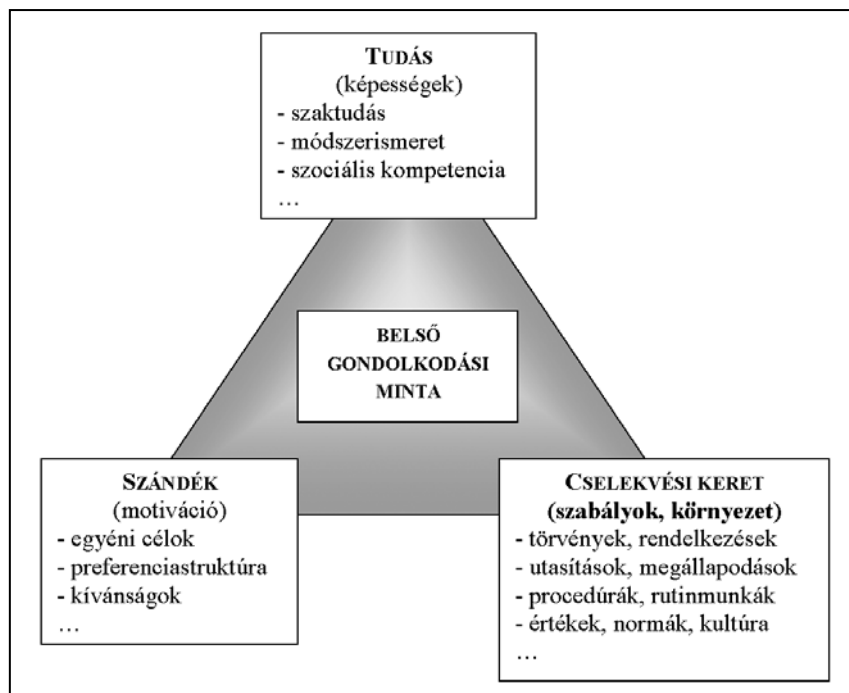 TUDÁS
(képességek)
- szaktudás
- módszerismeret
- szociális kompetencia
…
BELSŐ
GONDOLKODÁSI
MINTA
SZÁNDÉK
(motiváció)
- egyéni célok
- preferenciastruktúra
- kívánságok
…
CSELEKVÉSI KERET
(szabályok, környezet)
- törvények, rendelkezések
- utasítások, megállapodások
- procedúrák, rutinmunkák
- értékek, normák, kultúra
…